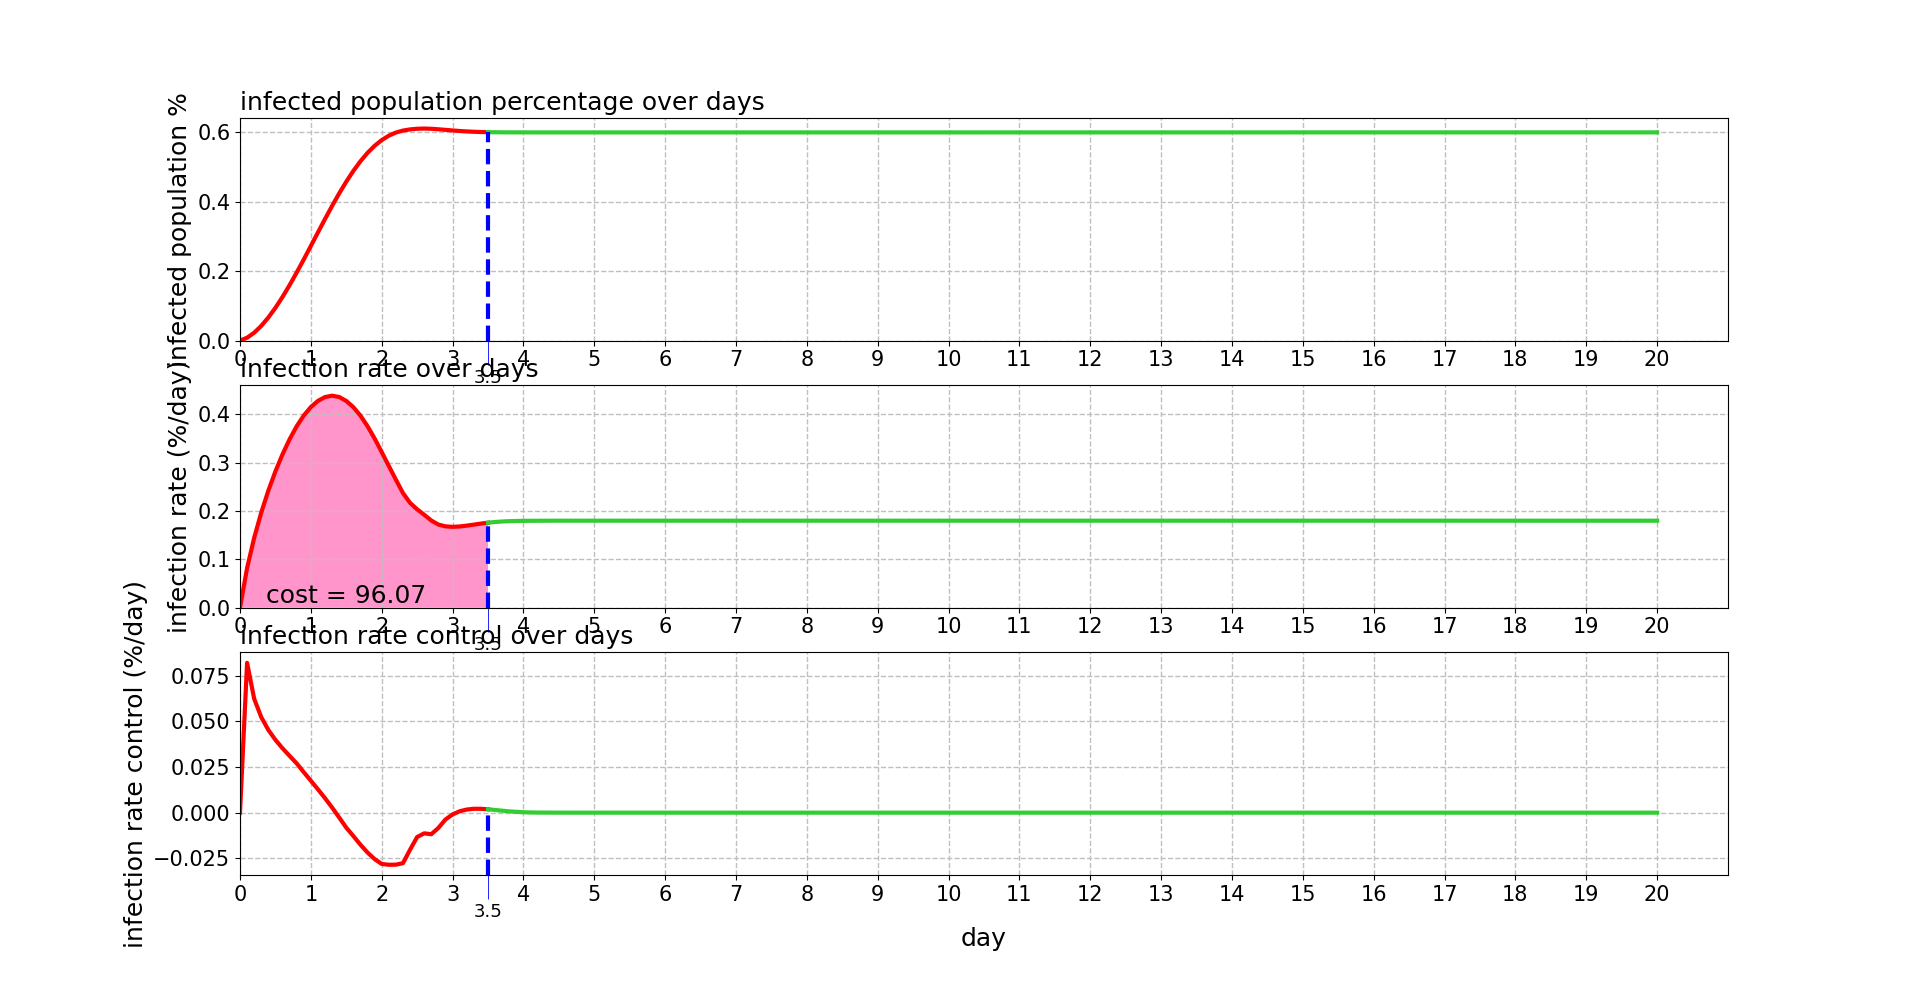 infected population percentage over days
Infected population %
0.6
0.4
0.2
0.0
0 1 2 3 4 5 6 7 8 9 10 11 12 13 14 15 16 17 18 19 20
3.5
infection rate over days
infection rate (%/day)
0.4
0.3
0.2
0.1
0.0
cost = 96.07
0 1 2 3 4 5 6 7 8 9 10 11 12 13 14 15 16 17 18 19 20
3.5
infection rate control over days
infection rate control (%/day)
0.075
0.050
0.025
0.000
−0.025
0 1 2 3 4 5 6 7 8 9 10 11 12 13 14 15 16 17 18 19 20
3.5
day